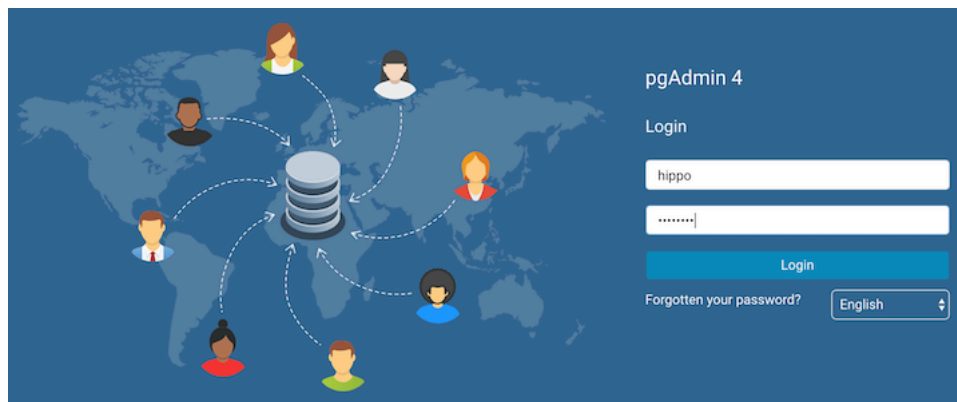 pgAdmin 4
Login
hippo
••••••••
Login
Forgotten your password?
English